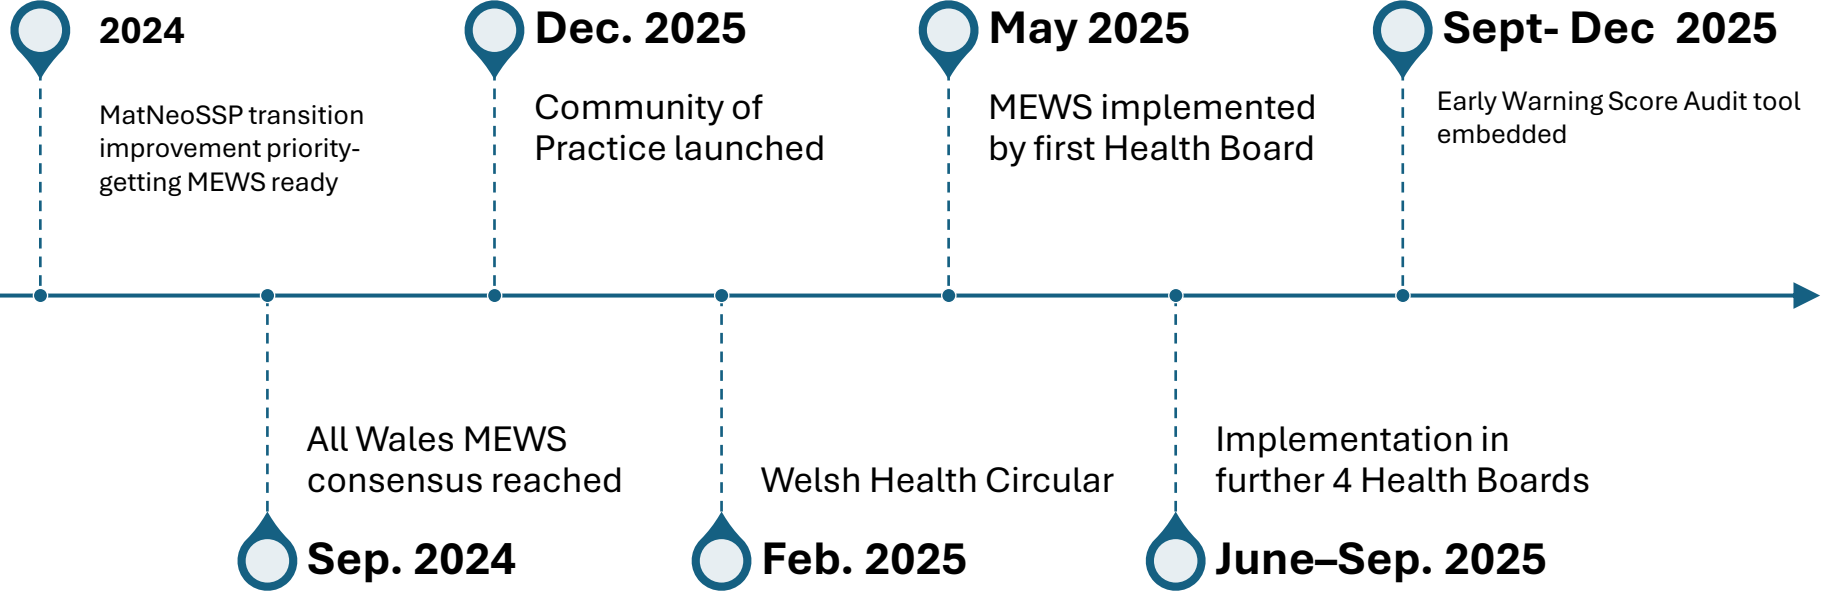 2024
MatNeoSSP transition
improvement priority-
getting MEWS ready
Dec. 2025
Community of
Practice launched
May 2025
MEWS implemented
by first Health Board
Sept- Dec  2025
Early Warning Score Audit tool
embedded
All Wales MEWS
consensus reached
Sep. 2024
Welsh Health Circular
Feb. 2025
Implementation in
further 4 Health Boards
June–Sep. 2025